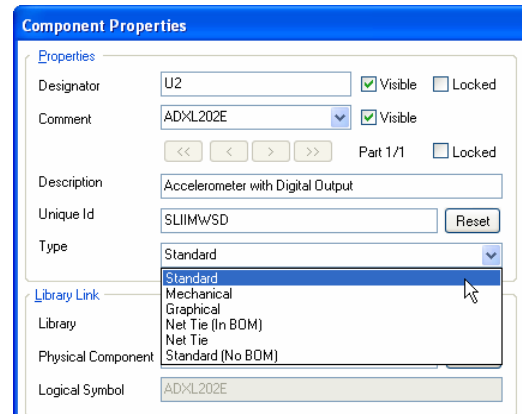 Component Properties
Properties
Designator U2 Visible Locked
Comment ADXL202E Visible
<< < > >> Part 1/1 Locked
Description Accelerometer with Digital Output
Unique Id SLIIMWSD Reset
Type Standard
Standard
Mechanical
Library Link Graphical
Library Net Tie (In BOM)
Net Tie
Physical Component Standard (No BOM)
Logical Symbol ADXL202E